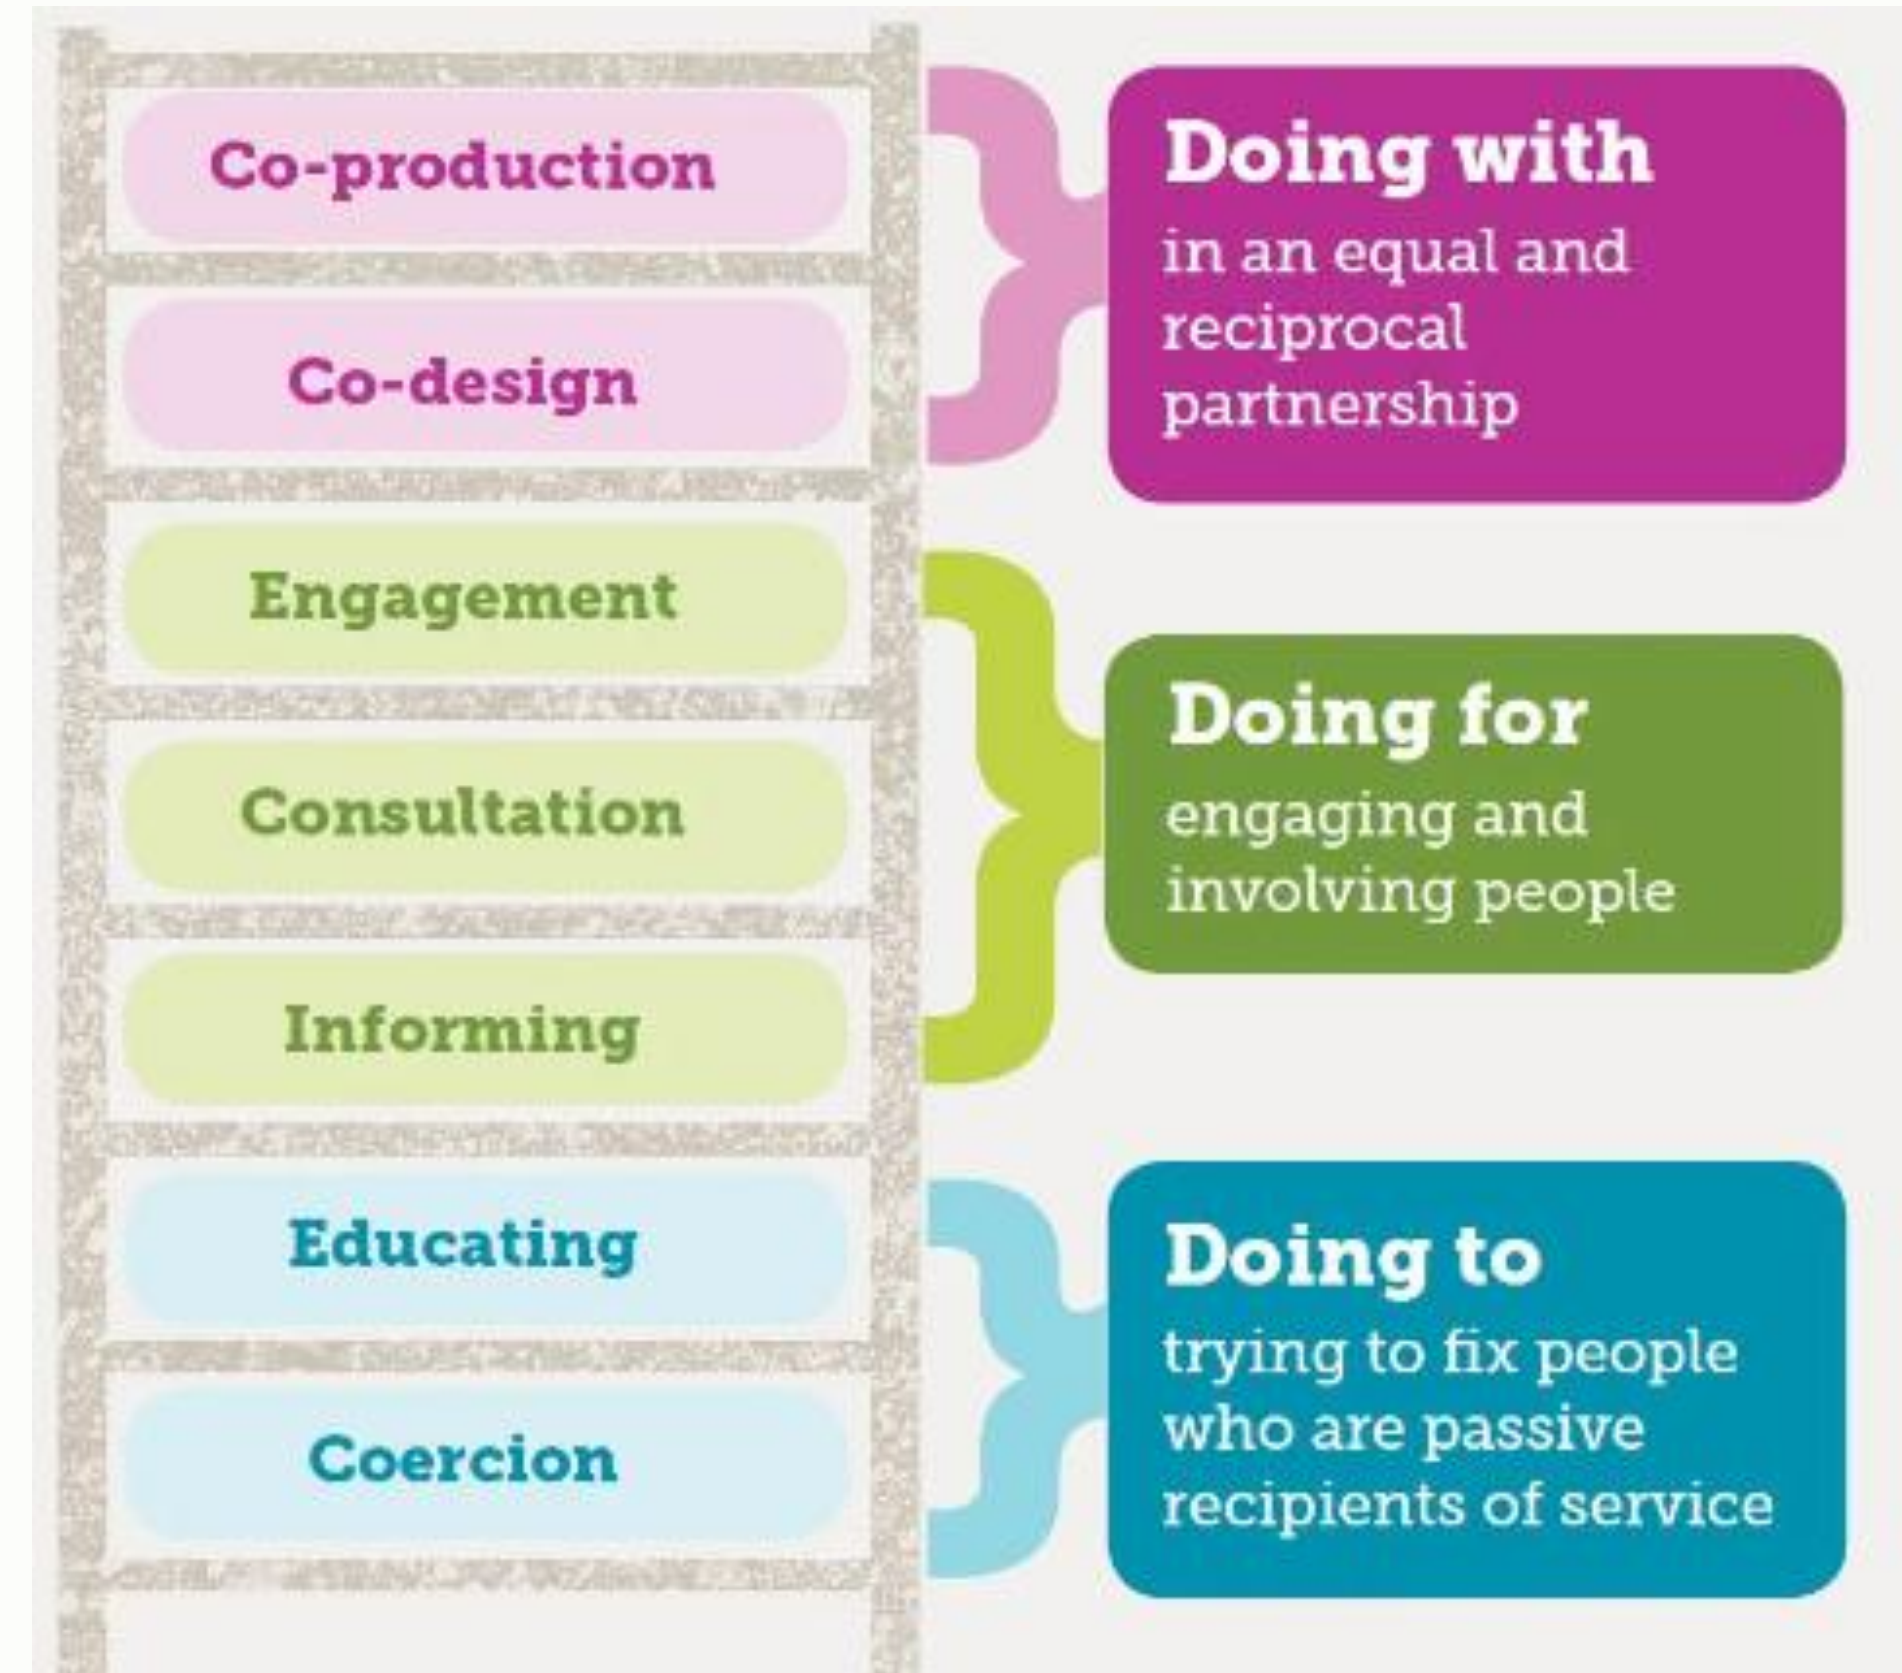 Co-production
Co-design
Doing with
in an equal and
reciprocal
partnership
Engagement
Consultation
Informing
Doing for
engaging and
involving people
Educating
Coercion
Doing to
trying to fix people
who are passive
recipients of service